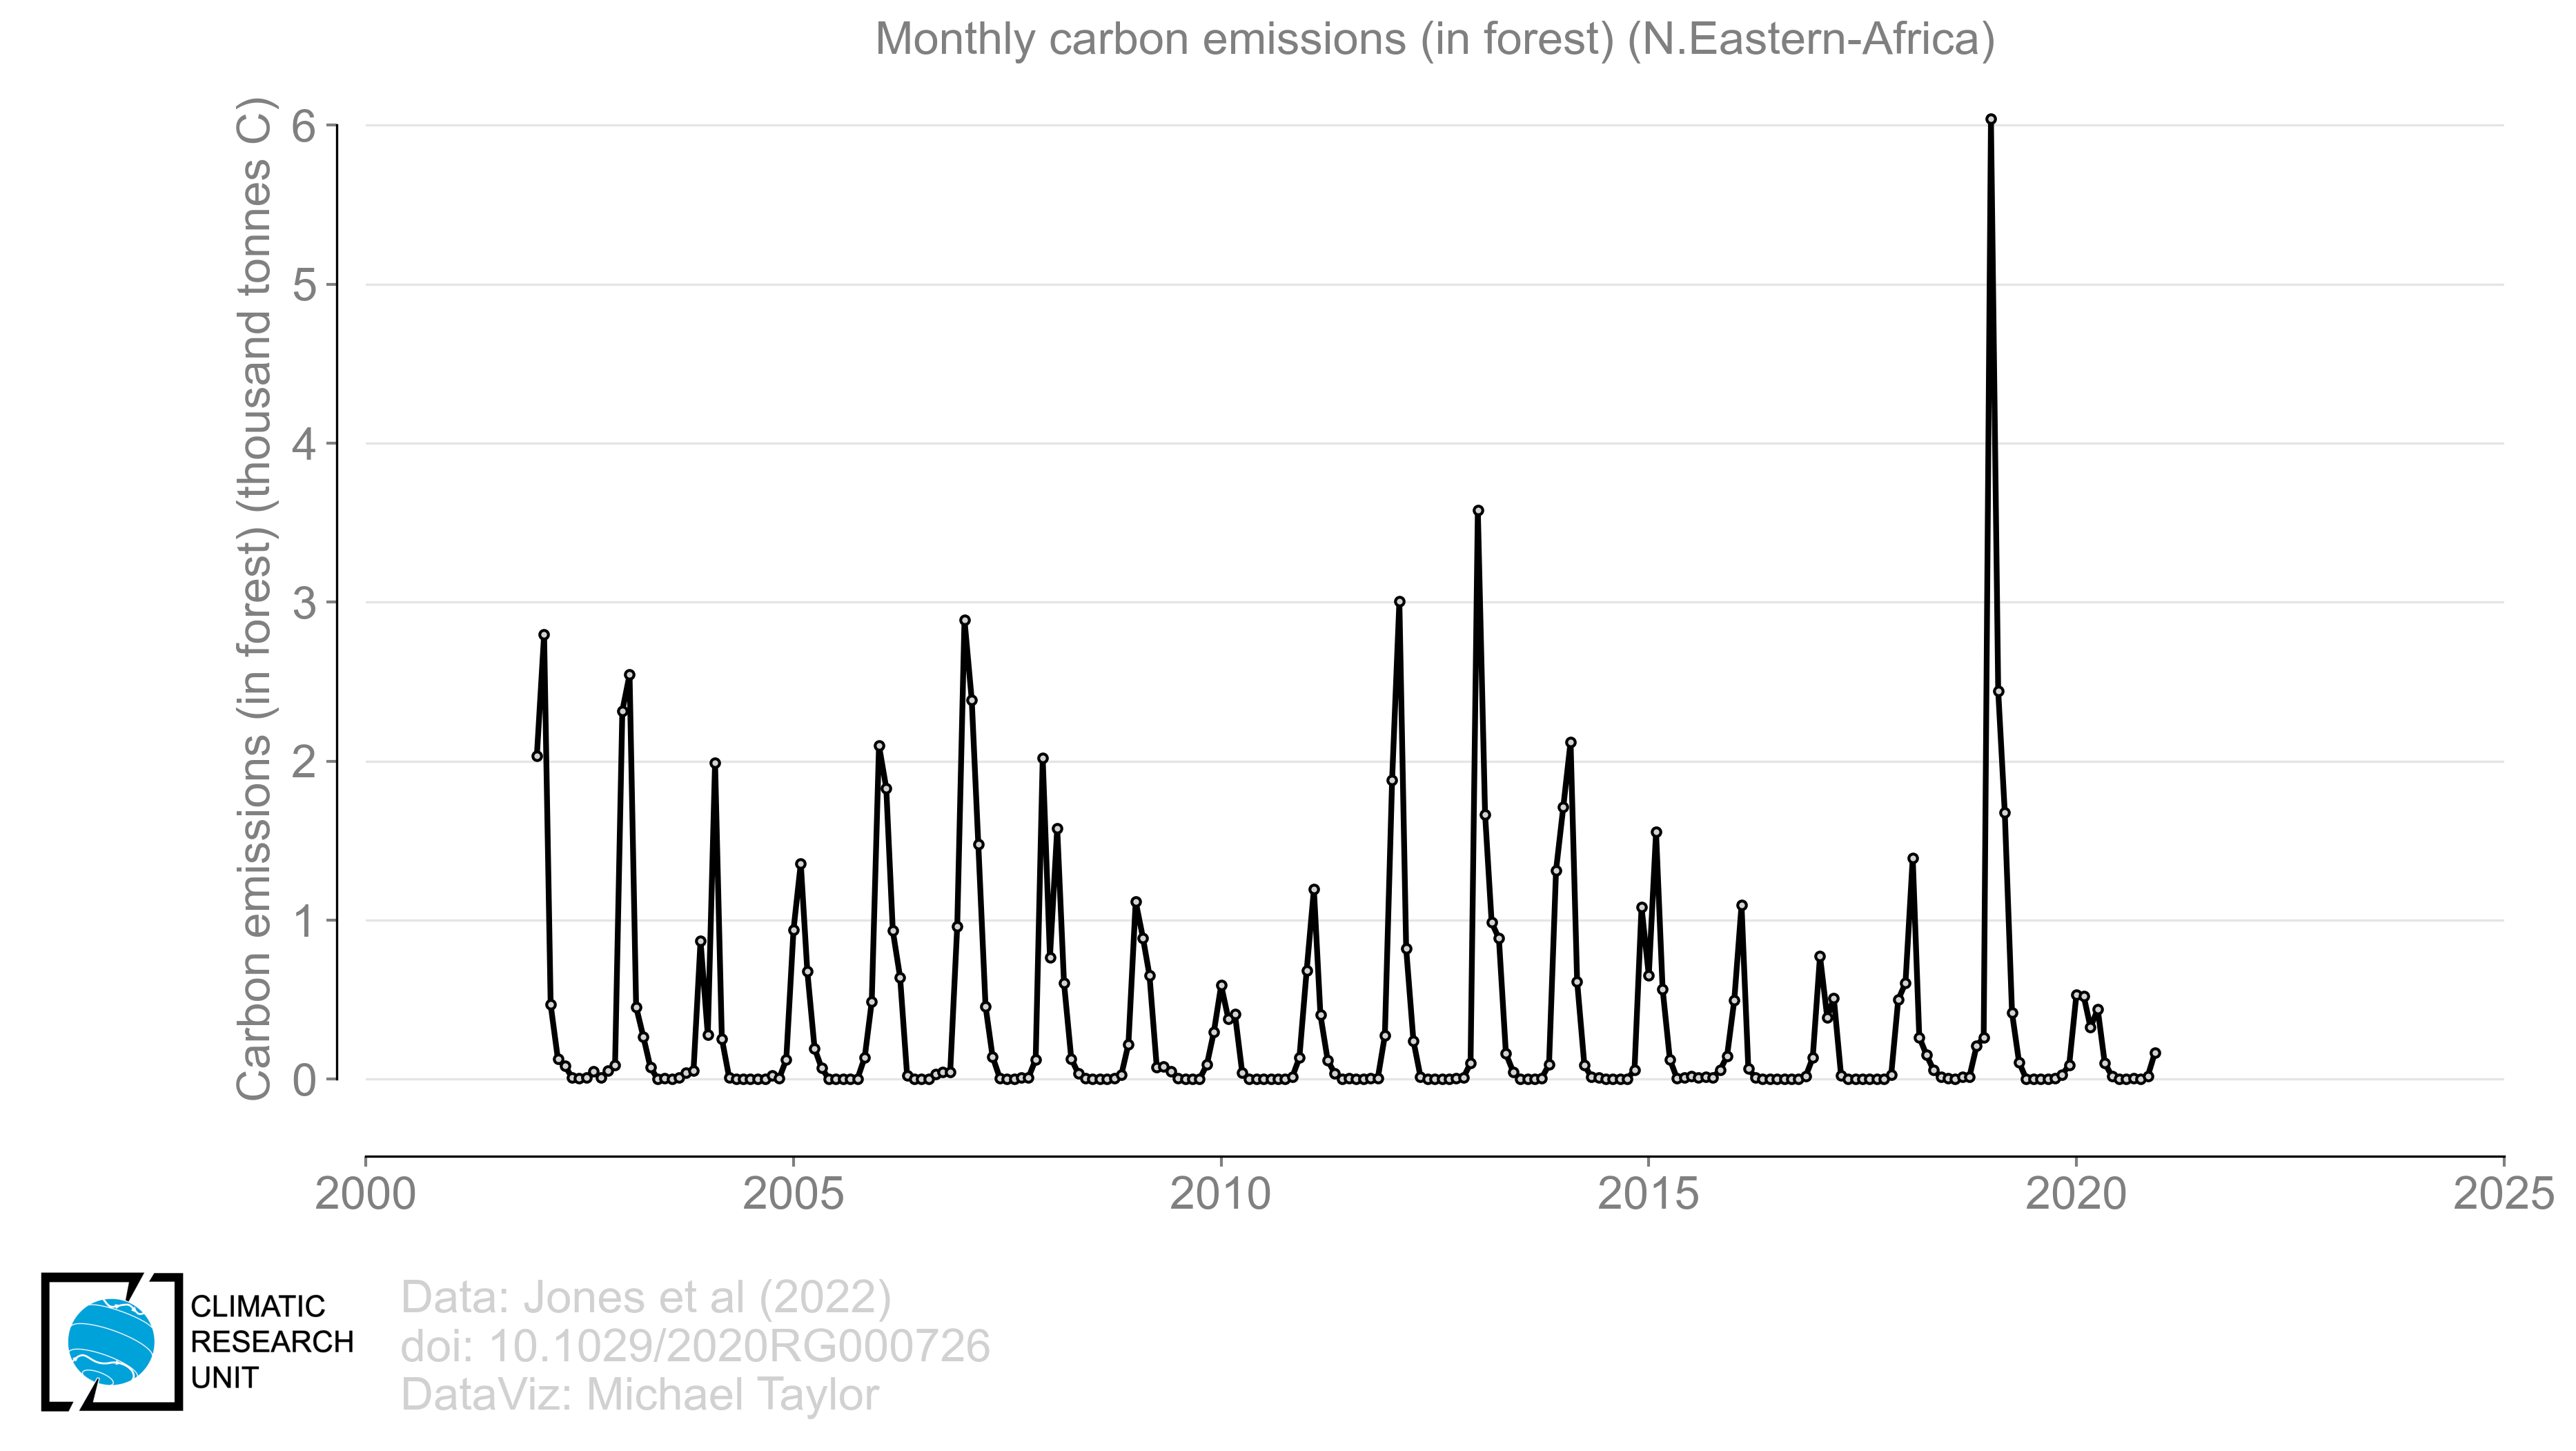 Monthly carbon emissions (in forest) (N.Eastern-Africa)
Carbon emissions (in forest) (thousand tonnes C)
6
5
4
3
2
1
0
2000
2005
2010
2015
2020
2025
CLIMATIC
RESEARCH
UNIT
Data: Jones et al (2022)
doi: 10.1029/2020RG000726
DataViz: Michael Taylor